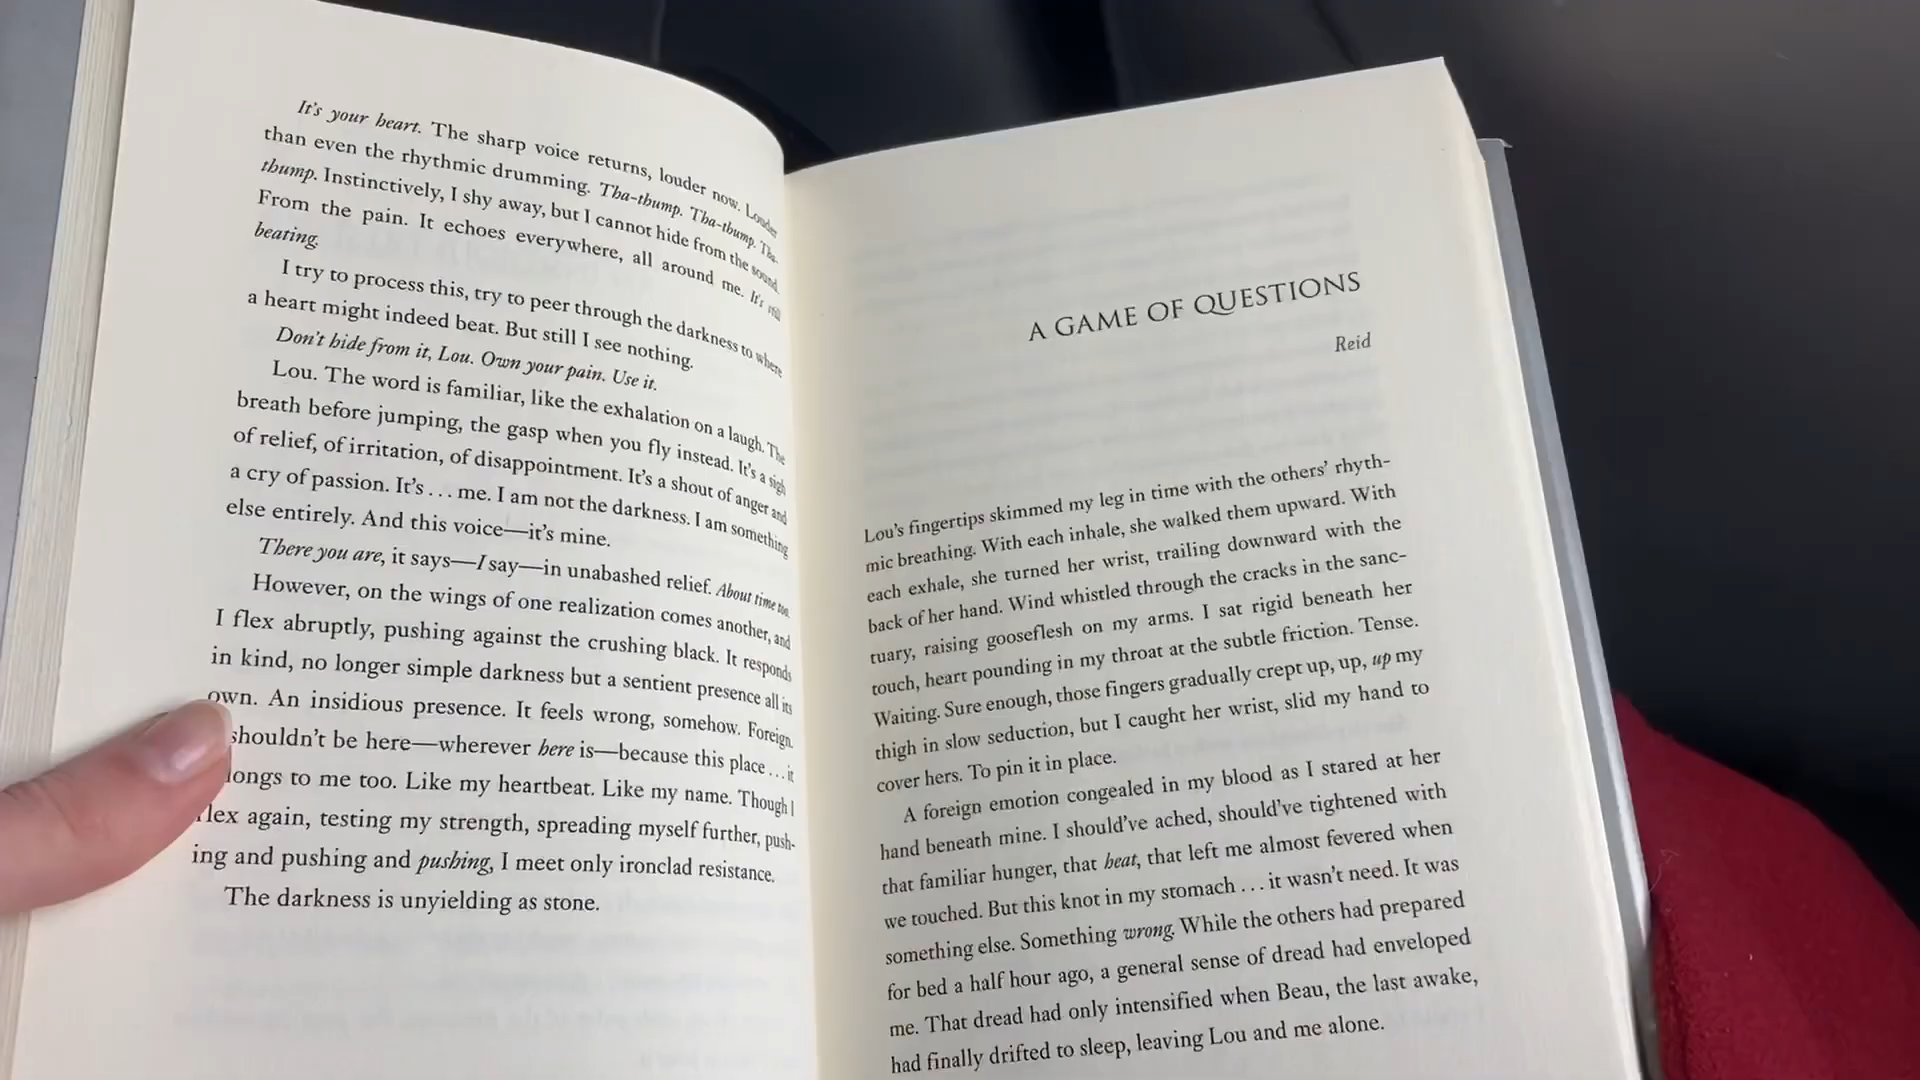 It's your heart. The sharp voice returns, louder now. Louder
than even the rhythmic drumming. Tha-thump. Tha-thump. Tha-
thump. Instinctively, I shy away, but I cannot hide from the sound.
From the pain. It echoes everywhere, all around me. It's still
beating.
I try to process this, try to peer through the darkness to where
a heart might indeed beat. But still I see nothing.
Don't hide from it, Lou. Own your pain. Use it.
Lou. The word is familiar, like the exhalation on a laugh. The
breath before jumping, the gasp when you fly instead. It's a sigh
of relief, of irritation, of disappointment. It's a shout of anger and
a cry of passion. It's . . . me. I am not the darkness. I am something
else entirely. And this voice—it's mine.
There you are, it says—I say—in unabashed relief. About time too.
However, on the wings of one realization comes another, and
I flex abruptly, pushing against the crushing black. It responds
in kind, no longer simple darkness but a sentient presence all its
own. An insidious presence. It feels wrong, somehow. Foreign.
shouldn't be here—wherever here is—because this place . . . it
longs to me too. Like my heartbeat. Like my name. Though I
lex again, testing my strength, spreading myself further, push-
ing and pushing and pushing, I meet only ironclad resistance.
The darkness is unyielding as stone.
A GAME OF QUESTIONS
Reid
Lou's fingertips skimmed my leg in time with the others' rhyth-
mic breathing. With each inhale, she walked them upward. With
each exhale, she turned her wrist, trailing downward with the
back of her hand. Wind whistled through the cracks in the sanc-
tuary, raising gooseflesh on my arms. I sat rigid beneath her
touch, heart pounding in my throat at the subtle friction. Tense.
Waiting. Sure enough, those fingers gradually crept up, up, up my
thigh in slow seduction, but I caught her wrist, slid my hand to
cover hers. To pin it in place.
A foreign emotion congealed in my blood as I stared at her
hand beneath mine. I should've ached, should've tightened with
that familiar hunger, that heat, that left me almost fevered when
we touched. But this knot in my stomach . . . it wasn't need. It was
something else. Something wrong. While the others had prepared
for bed a half hour ago, a general sense of dread had enveloped
me. That dread had only intensified when Beau, the last awake,
had finally drifted to sleep, leaving Lou and me alone.